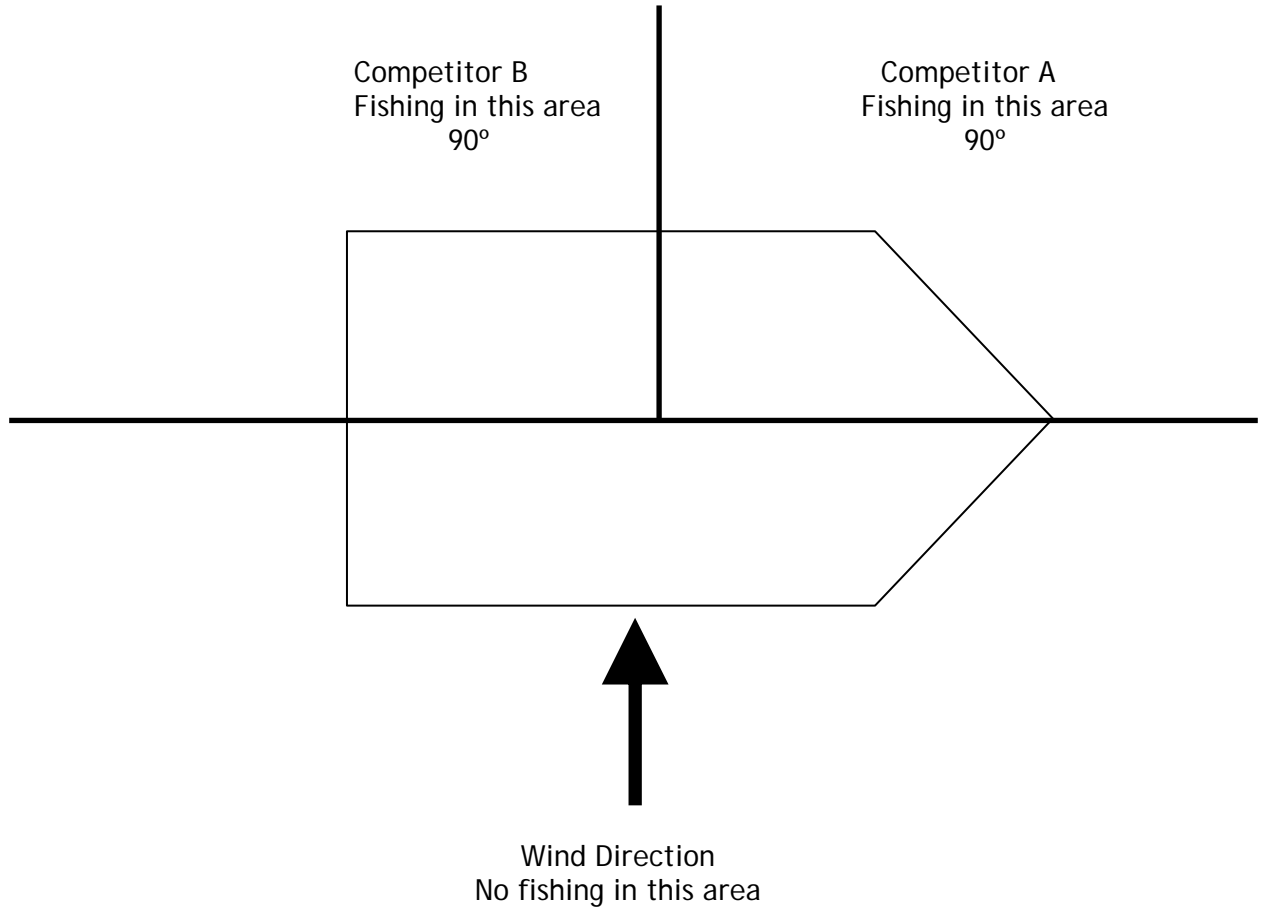 Competitor B
Fishing in this area
90º
Competitor A
Fishing in this area
90º
Wind Direction
No fishing in this area